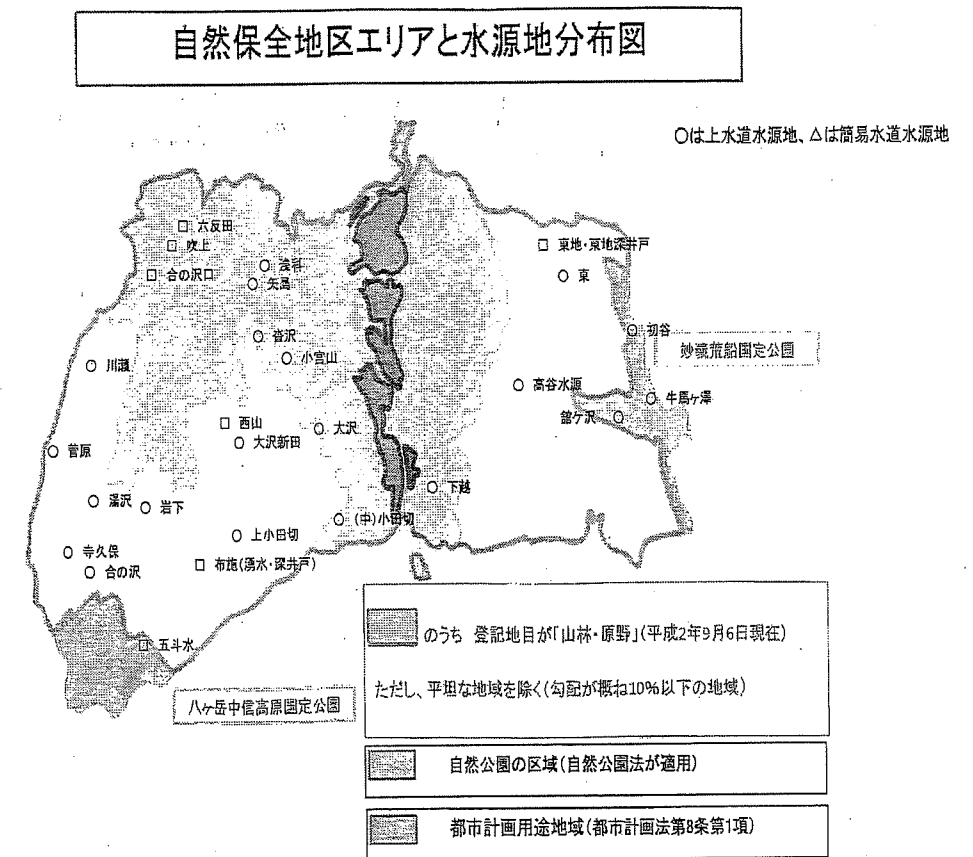 自然保全地区エリアと水源地分布図
○は上水道水源地、△は簡易水道水源地
□ 六反田
□ 吹上
□ 合の沢口
○ 浅科
○ 矢島
○ 沓沢
○ 小宮山
○ 川瀬
□ 西山
○ 大沢
○ 大沢新田
○ 菅原
○ 湯沢
○ 岩下
○ (中)小田切
○ 上小田切
○ 寺久保
○ 合の沢
□ 布施(湧水・深井戸)
□ 五斗水
□ 東地・東地深井戸
○ 東
○ 初谷
妙義荒船国定公園
○ 高谷水源
○ 牛馬ケ澤
舘ケ沢 ○
○ 下越
八ヶ岳中信高原国定公園
のうち 登記地目が「山林・原野」(平成2年9月6日現在)
ただし、平坦な地域を除く(勾配が概ね10%以下の地域)
自然公園の区域(自然公園法が適用)
都市計画用途地域(都市計画法第8条第1項)